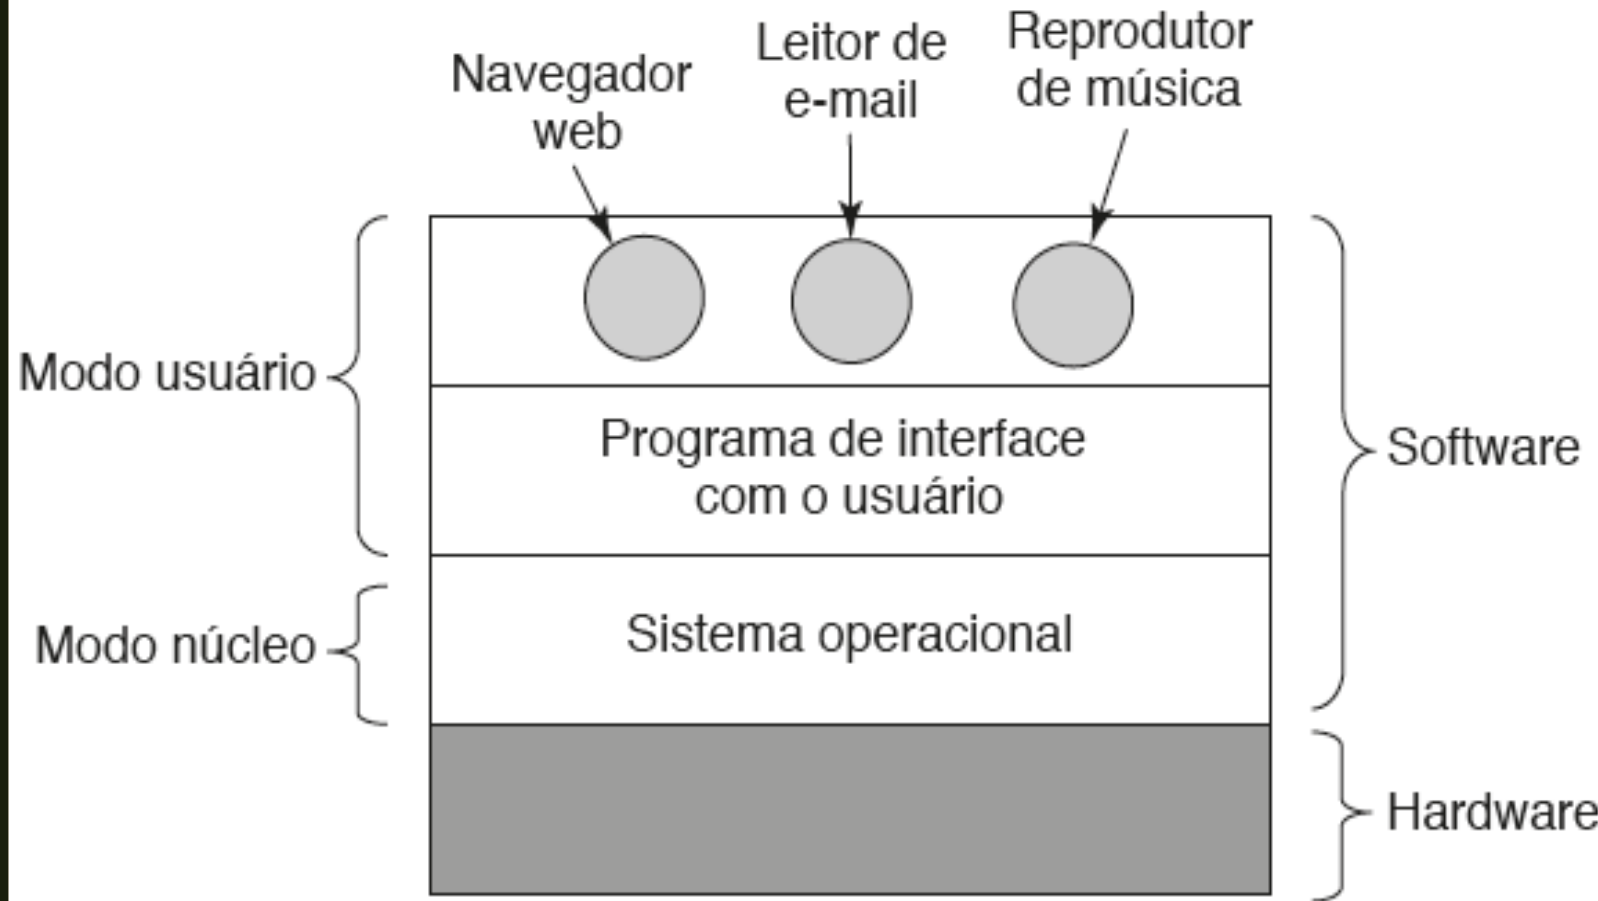 Navegador
web
Leitor de
e-mail
Reprodutor
de música
Modo usuário
Programa de interface
com o usuário
Software
Modo núcleo
Sistema operacional
Hardware